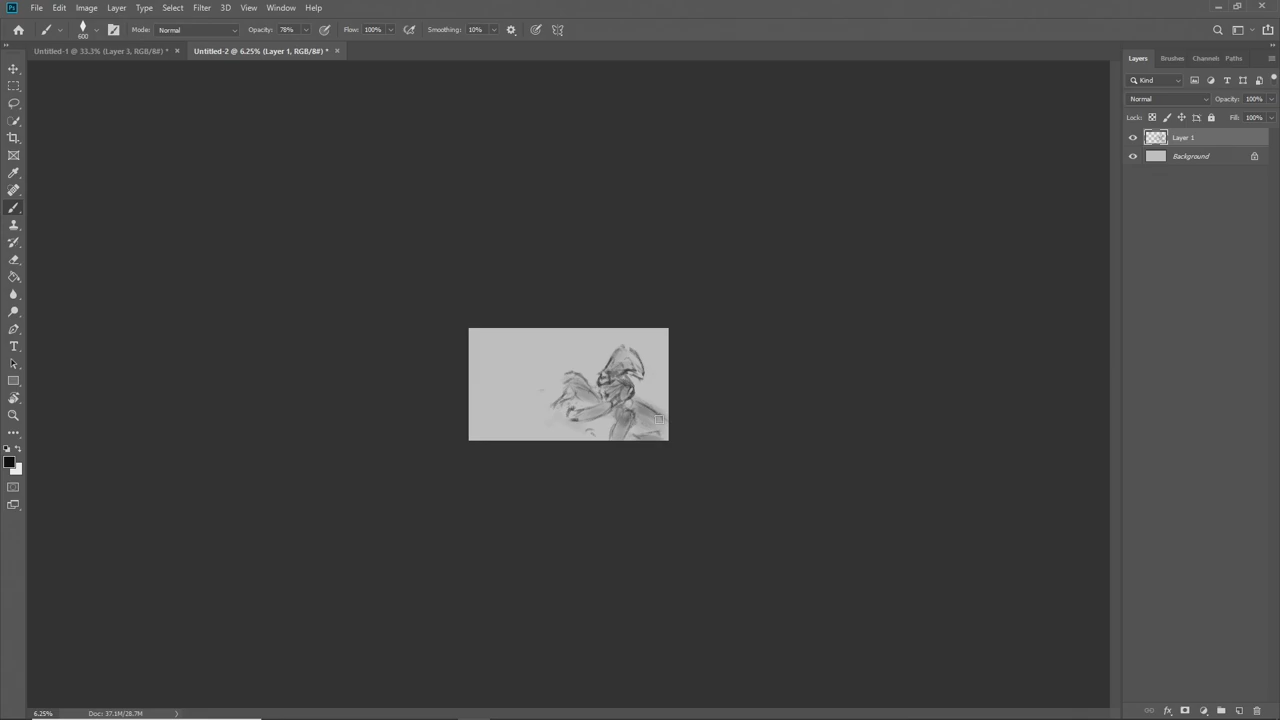 Ps File Edit Image Layer Type Select Filter 3D View Window Help
600 Mode: Normal Opacity: 78% Flow: 100% Smoothing: 10%
Untitled-1 @ 33.3% (Layer 3, RGB/8#) * × Untitled-2 @ 6.25% (Layer 1, RGB/8#) * ×
Layers Brushes Channels Paths
Kind
Normal Opacity: 100%
Lock: Fill: 100%
Layer 1
Background
6.25% Doc: 37.1M/28.7M